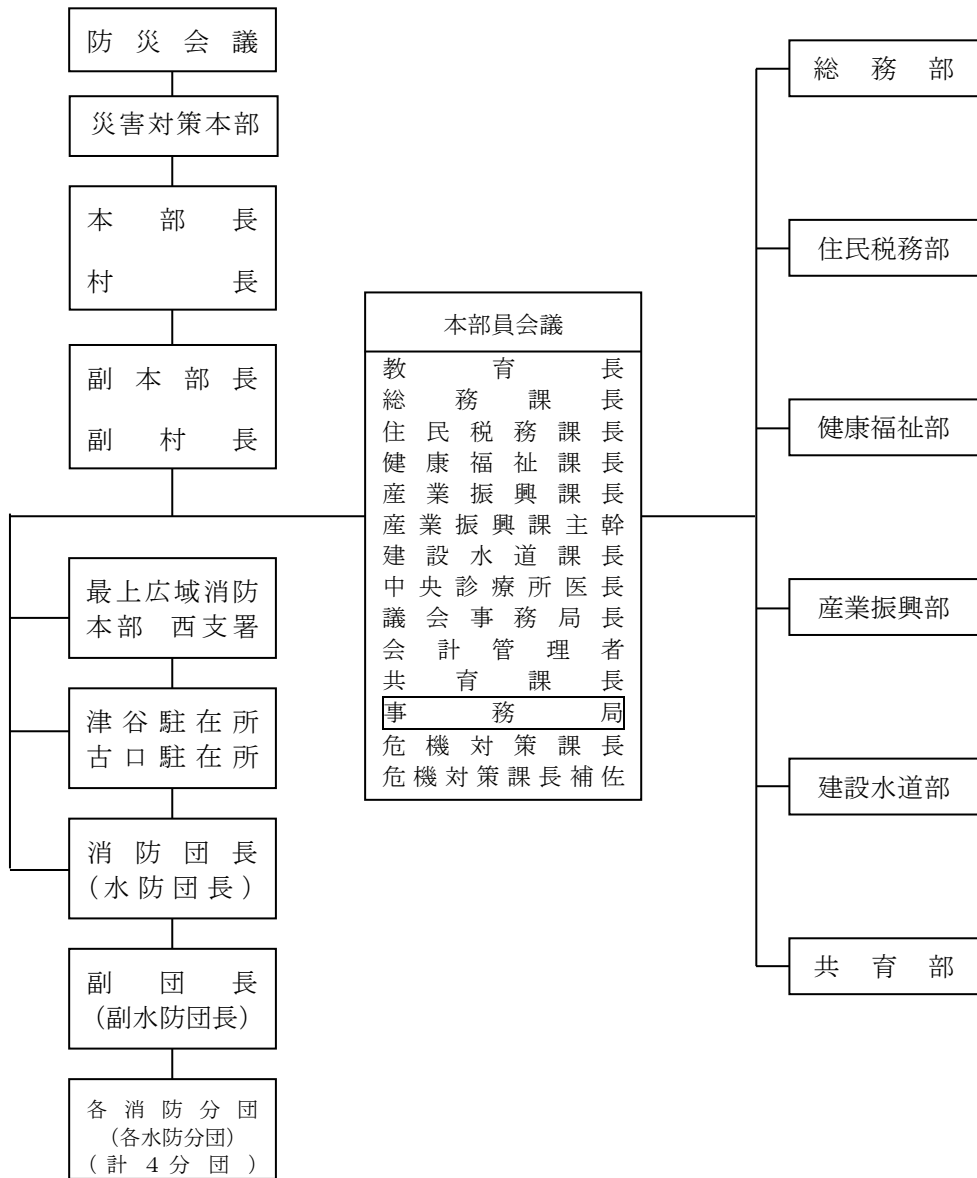 防災会議
災害対策本部
本部長
村長
副本部長
副村長
最上広域消防
本部 西支署
津谷駐在所
古口駐在所
消防団長
(水防団長)
副団長
(副水防団長)
各消防分団
(各水防分団)
(計4分団)
本部員会議
教育長
総務課長
住民税務課長
健康福祉課長
産業振興課長
産業振興課主幹
建設水道課長
中央診療所医長
議会事務局長
会計管理者
共育課長
事務局
危機対策課長
危機対策課長補佐
総務部
住民税務部
健康福祉部
産業振興部
建設水道部
共育部